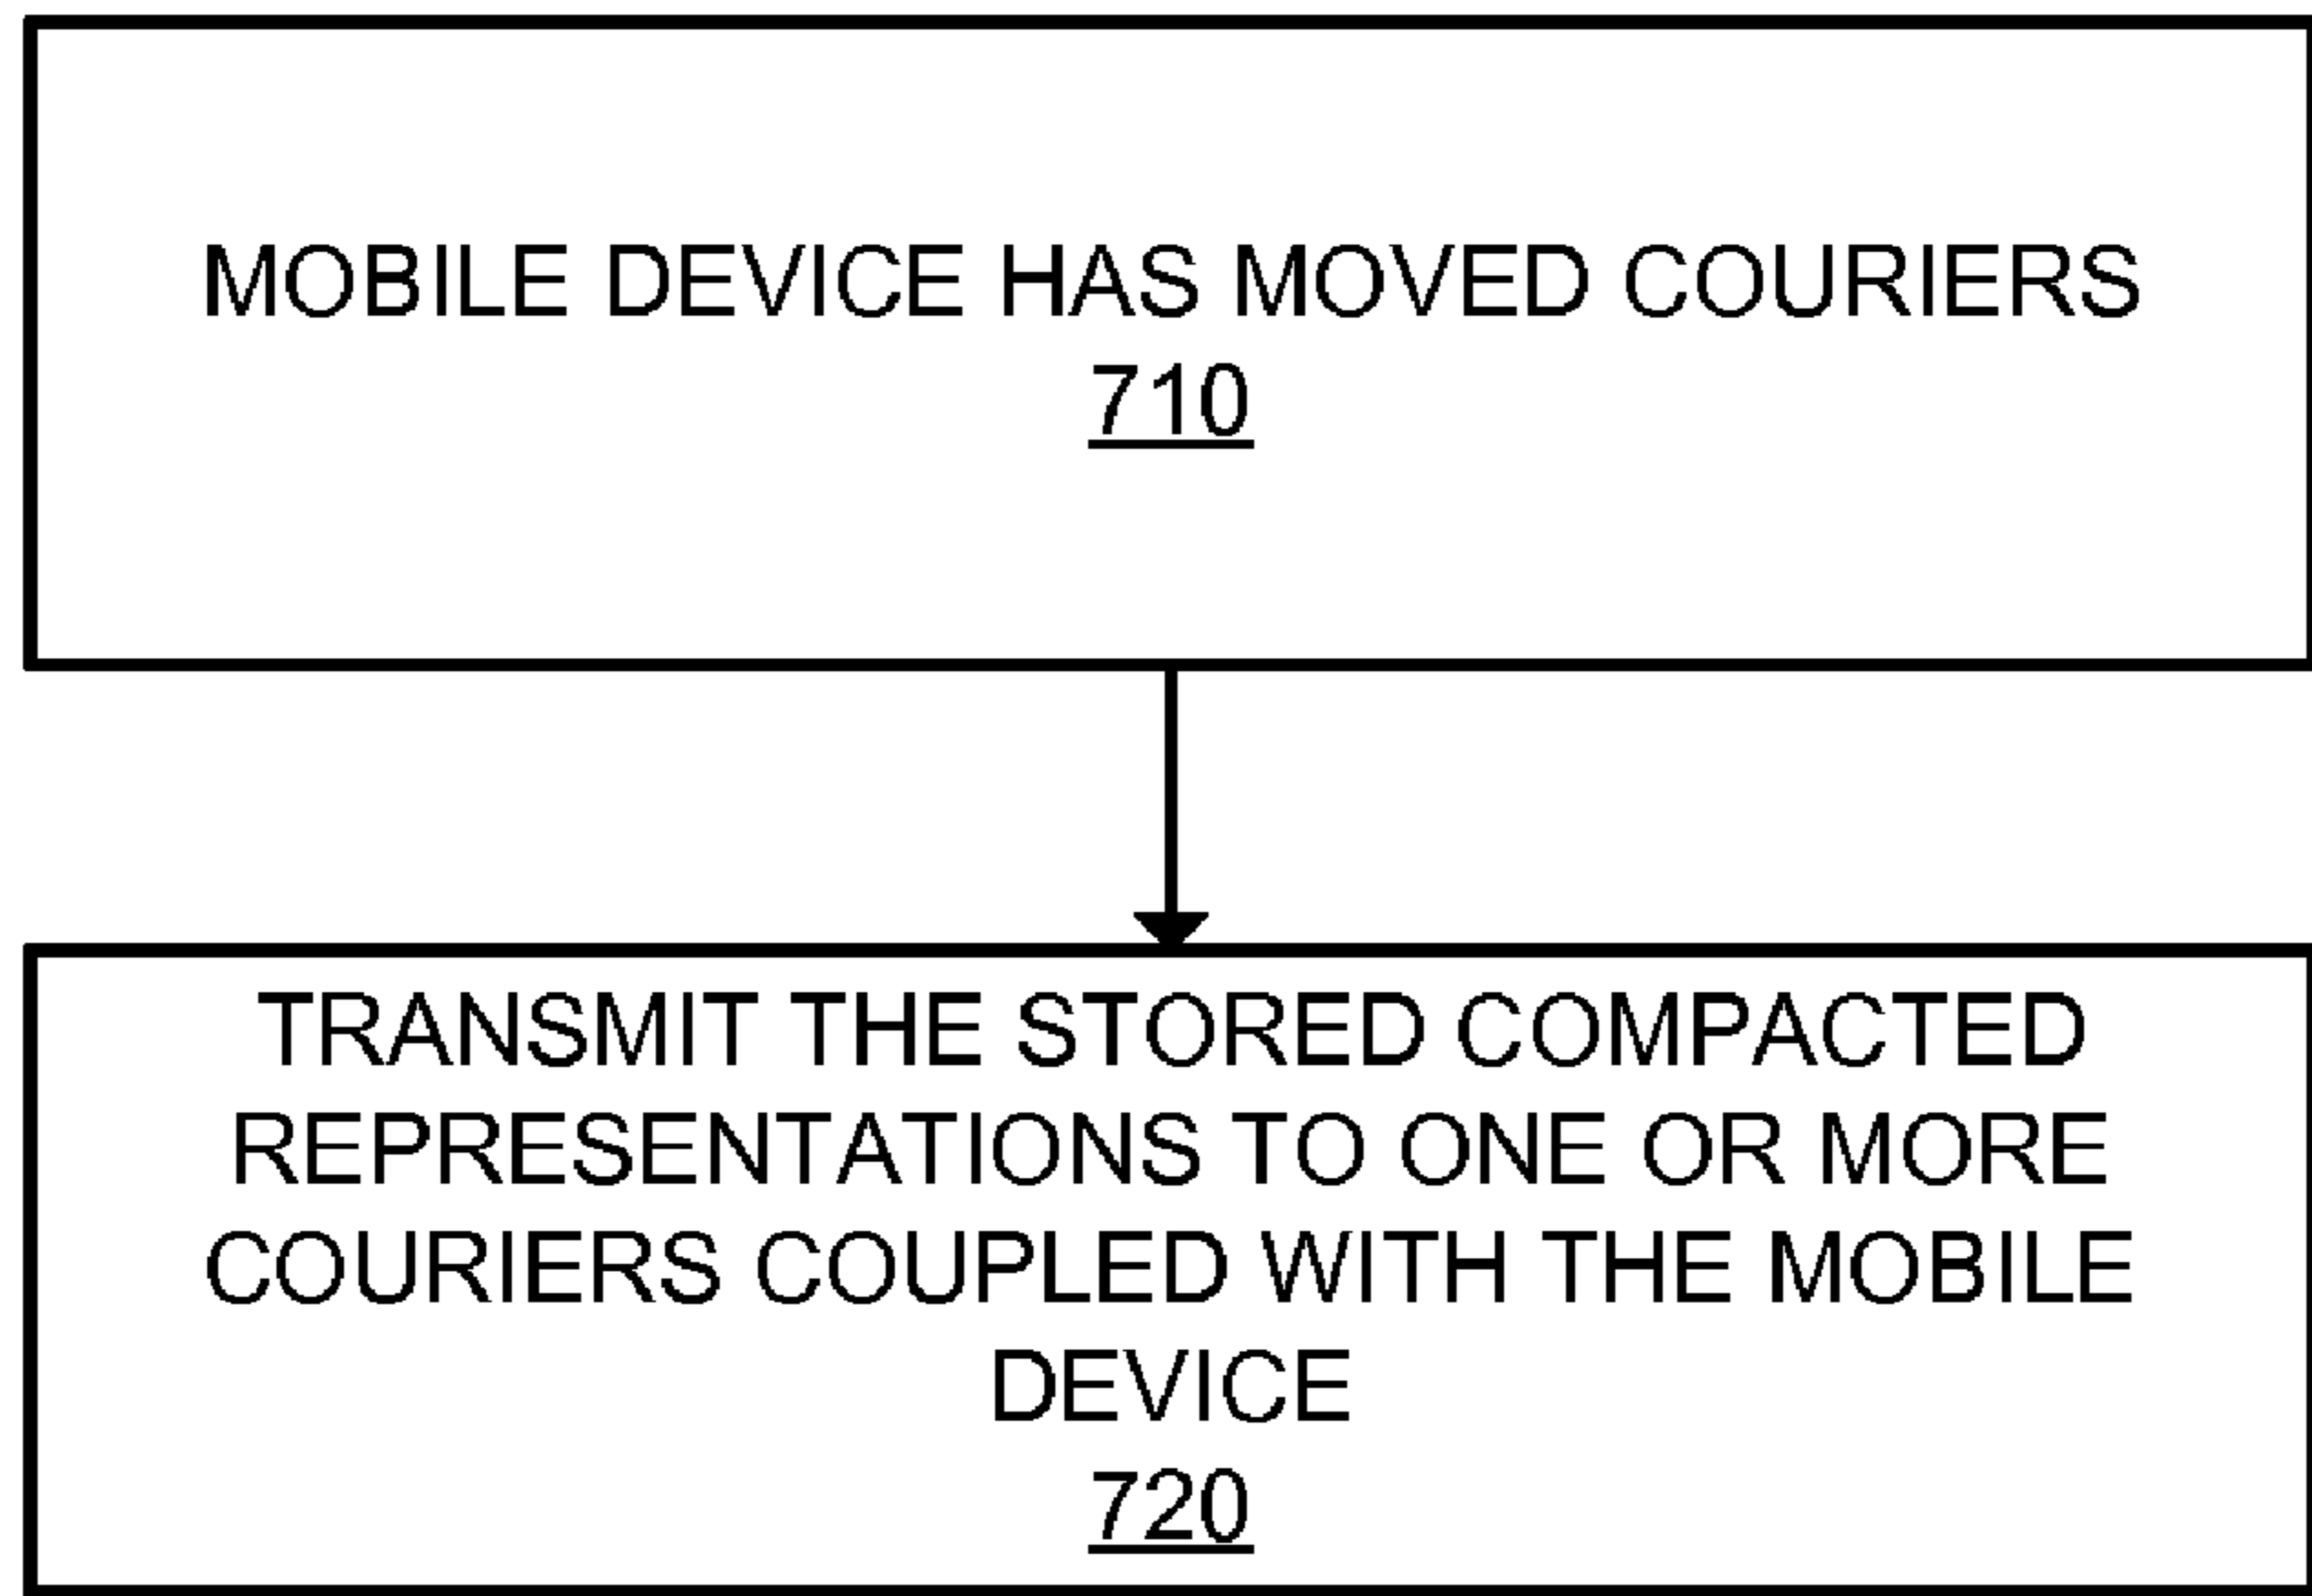 MOBILE DEVICE HAS MOVED COURIERS
710
TRANSMIT THE STORED COMPACTED
REPRESENTATIONS TO ONE OR MORE
COURIERS COUPLED WITH THE MOBILE
DEVICE
720